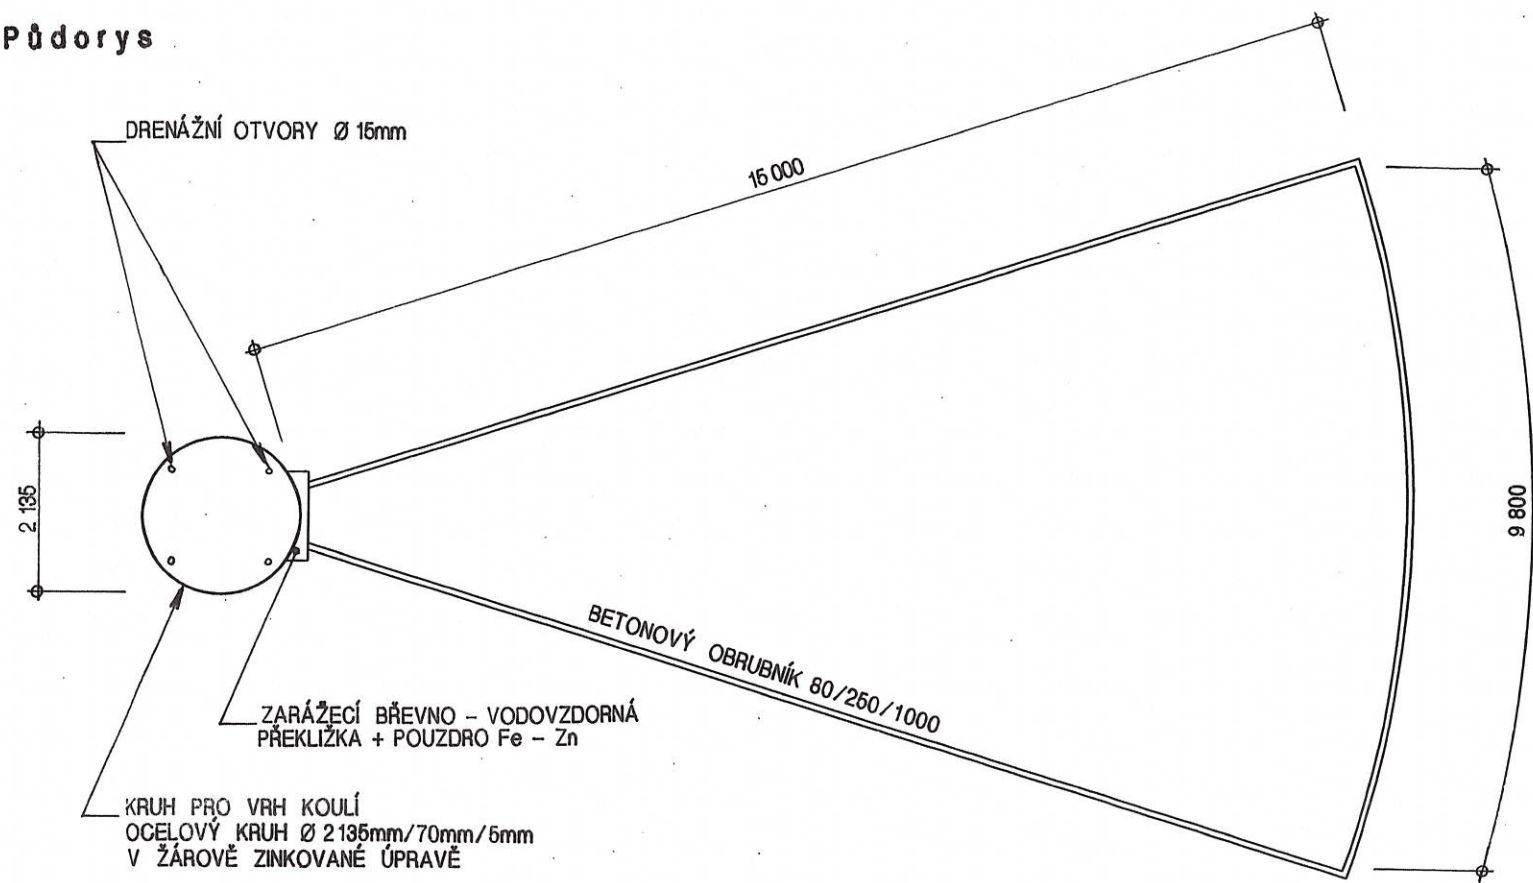 Půdorys
DRENÁŽNÍ OTVORY Ø 15mm
15 000
2 135
9 800
BETONOVÝ OBRUBNÍK 80/250/1000
ZARÁŽECÍ BŘEVNO - VODOVZDORNÁ
PŘEKLIŽKA + POUZDRO Fe - Zn
KRUH PRO VRH KOULÍ
OCELOVÝ KRUH Ø 2135mm/70mm/5mm
V ŽÁROVĚ ZINKOVANÉ ÚPRAVĚ